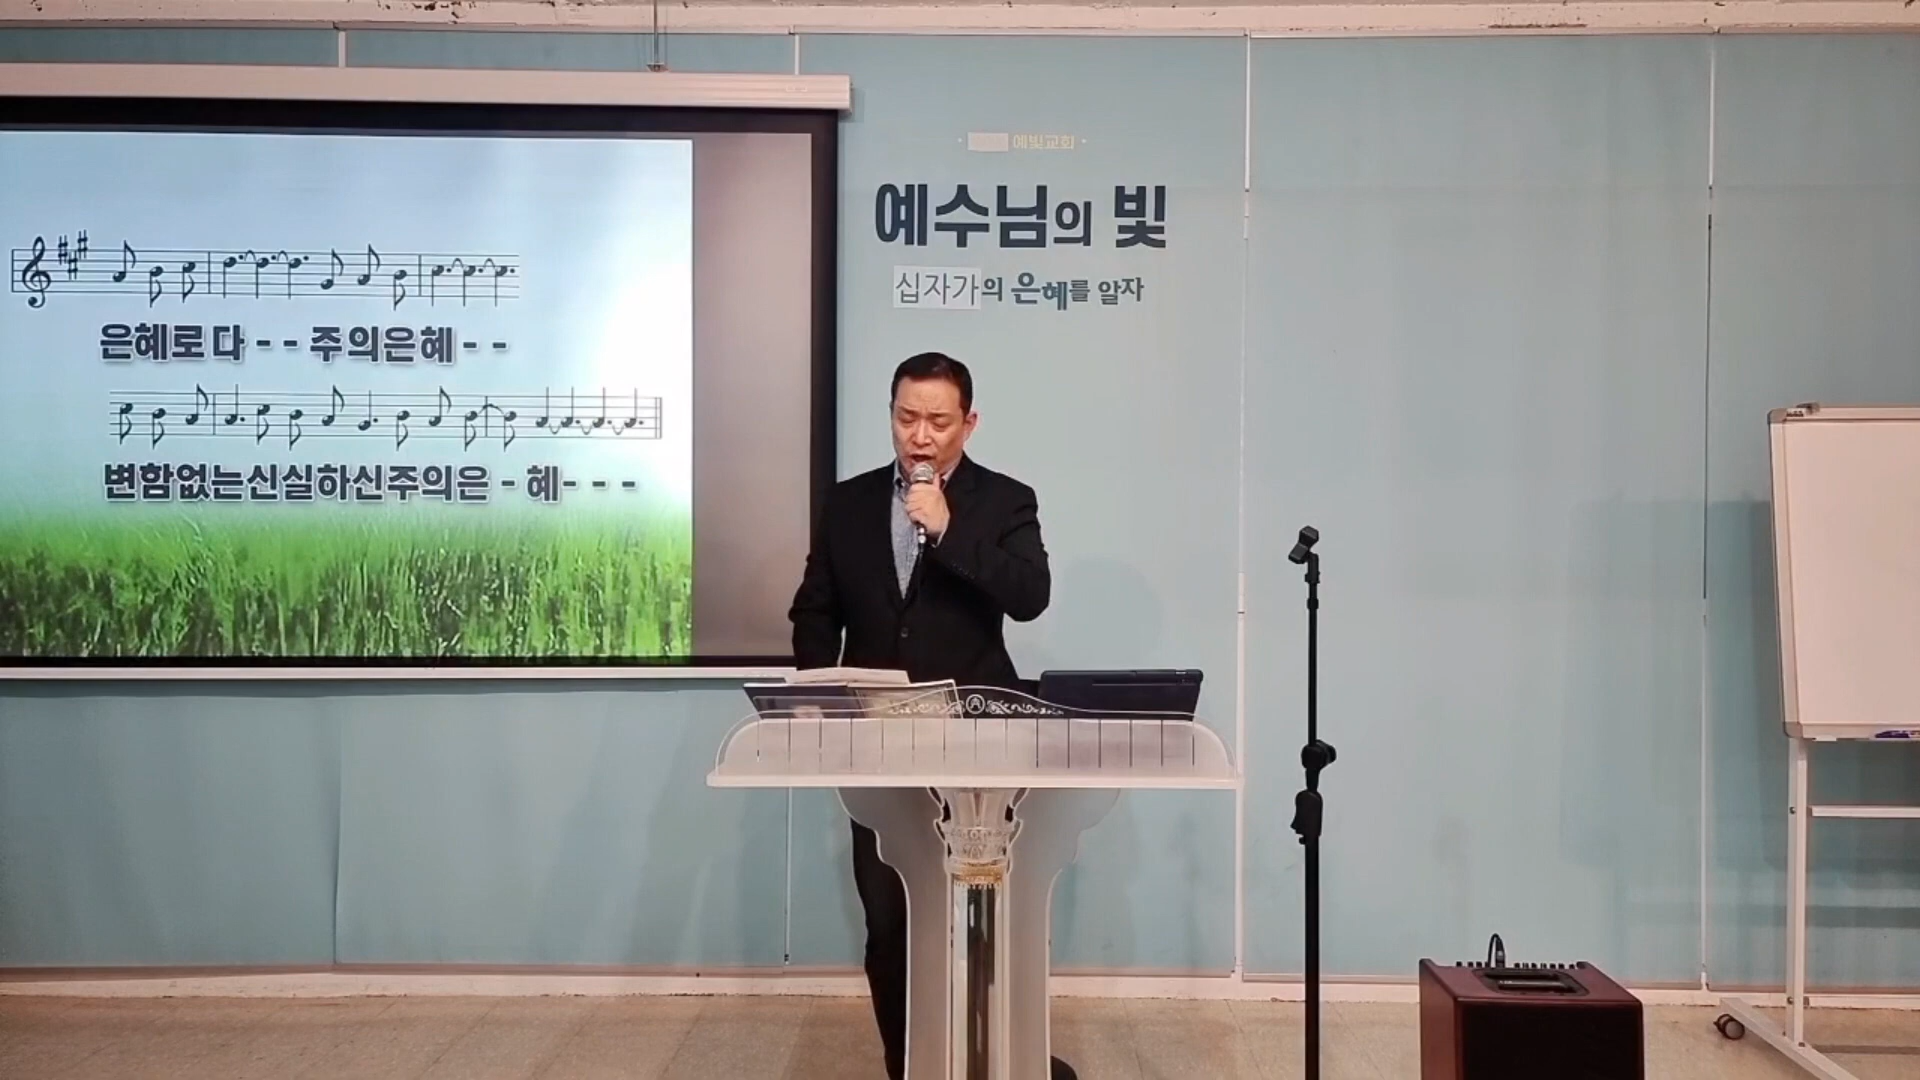 은혜로다 - - 주의은혜 - -
변함없는신실하신주의은 - 혜 - - -
예빛교회
예수님의 빛
십자가의 은혜를 알자